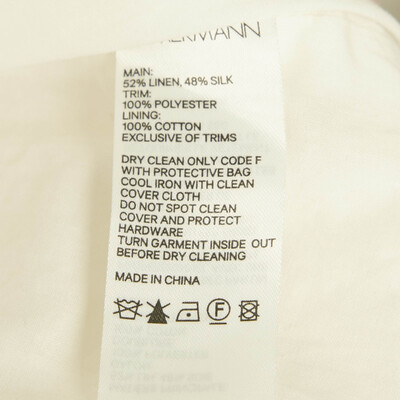 MAIN:
52% LINEN, 48% SILK
TRIM:
100% POLYESTER
LINING:
100% COTTON
EXCLUSIVE OF TRIMS
DRY CLEAN ONLY CODE F
WITH PROTECTIVE BAG
COOL IRON WITH CLEAN
COVER CLOTH
DO NOT SPOT CLEAN
COVER AND PROTECT
HARDWARE
TURN GARMENT INSIDE OUT
BEFORE DRY CLEANING
MADE IN CHINA
F